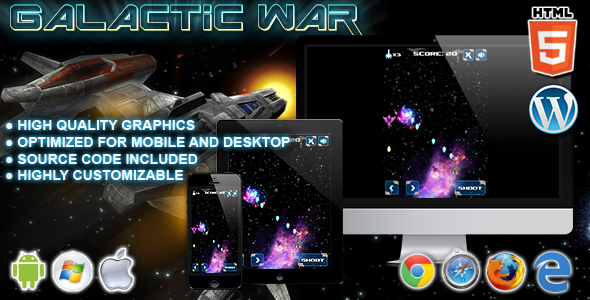 GALACTIC WAR
HTML
5
• HIGH QUALITY GRAPHICS
• OPTIMIZED FOR MOBILE AND DESKTOP
• SOURCE CODE INCLUDED
• HIGHLY CUSTOMIZABLE
×3 SCORE: 20
SHOOT
SHOOT